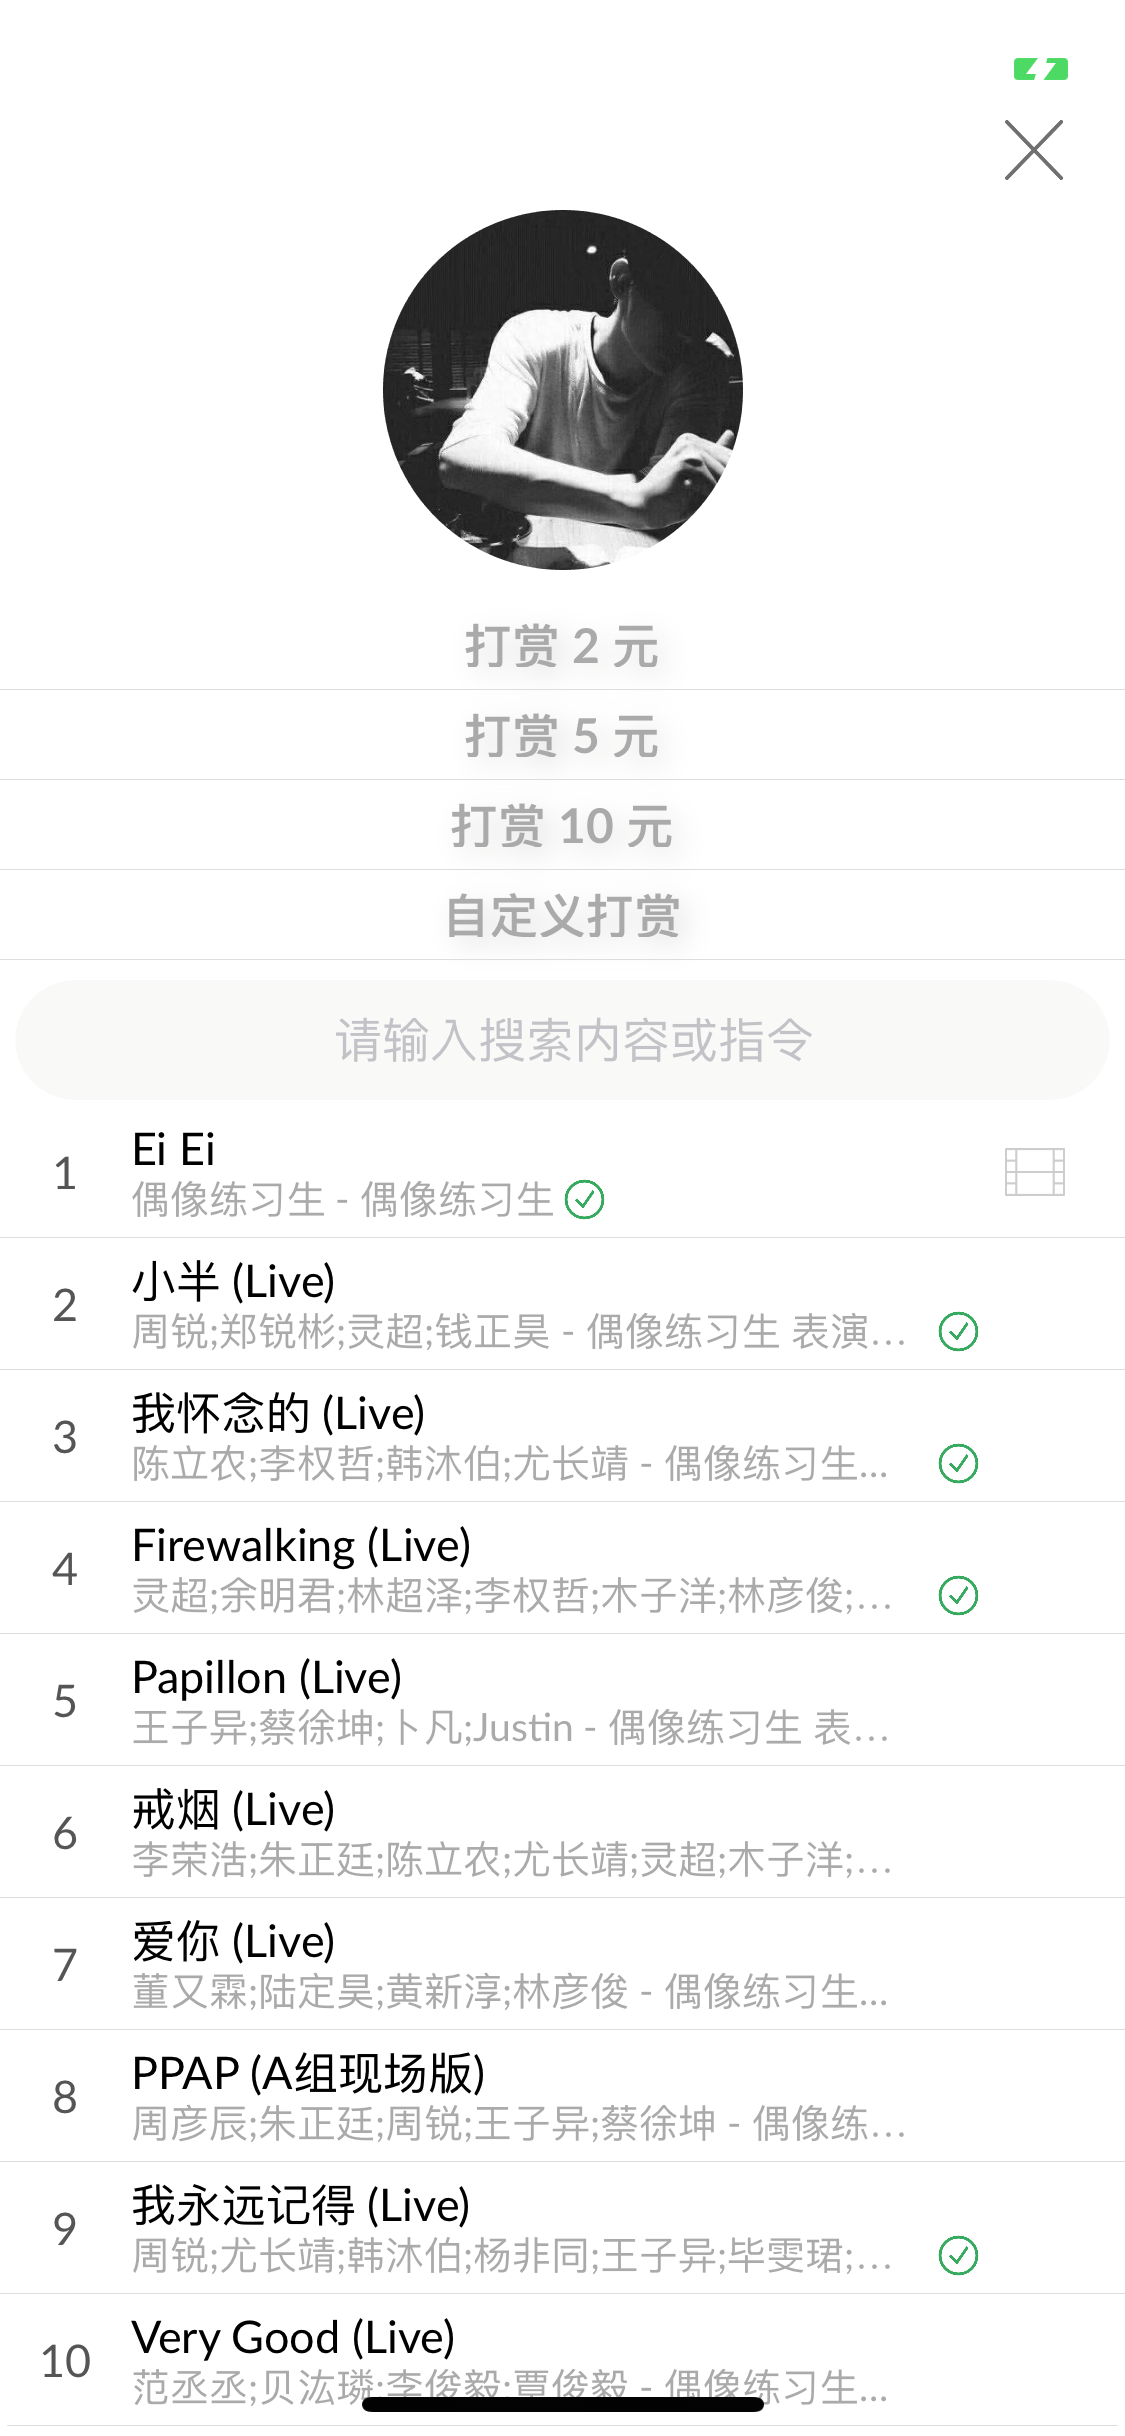 打赏 2 元
打赏 5 元
打赏 10 元
自定义打赏
请输入搜索内容或指令
1
Ei Ei
偶像练习生 - 偶像练习生
2
小半 (Live)
周锐;郑锐彬;灵超;钱正昊 - 偶像练习生 表演...
3
我怀念的 (Live)
陈立农;李权哲;韩沐伯;尤长靖 - 偶像练习生...
4
Firewalking (Live)
灵超;余明君;林超泽;李权哲;木子洋;林彦俊;...
5
Papillon (Live)
王子异;蔡徐坤;卜凡;Justin - 偶像练习生 表...
6
戒烟 (Live)
李荣浩;朱正廷;陈立农;尤长靖;灵超;木子洋;...
7
爱你 (Live)
董又霖;陆定昊;黄新淳;林彦俊 - 偶像练习生...
8
PPAP (A组现场版)
周彦辰;朱正廷;周锐;王子异;蔡徐坤 - 偶像练...
9
我永远记得 (Live)
周锐;尤长靖;韩沐伯;杨非同;王子异;毕雯珺;...
10
Very Good (Live)
范丞丞;贝汯璘;李俊毅;覃俊毅 - 偶像练习生...